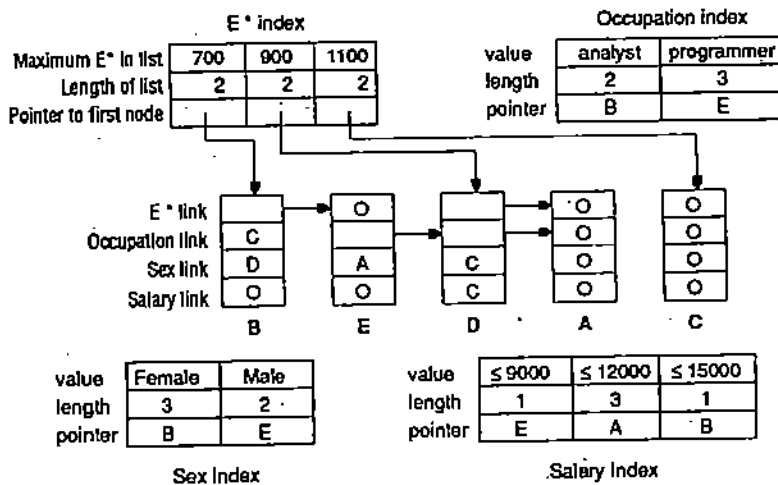 E* index
Maximum E* in list 700 900 1100
Length of list 2 2 2
Pointer to first node
Occupation index
value analyst programmer
length 2 3
pointer B E
E* link O O O
Occupation link C O O
Sex link D A C O O
Salary link O O C O O
B E D A C
value Female Male
length 3 2
pointer B E
Sex Index
value ≤ 9000 ≤ 12000 ≤ 15000
length 1 3 1
pointer E A B
Salary Index